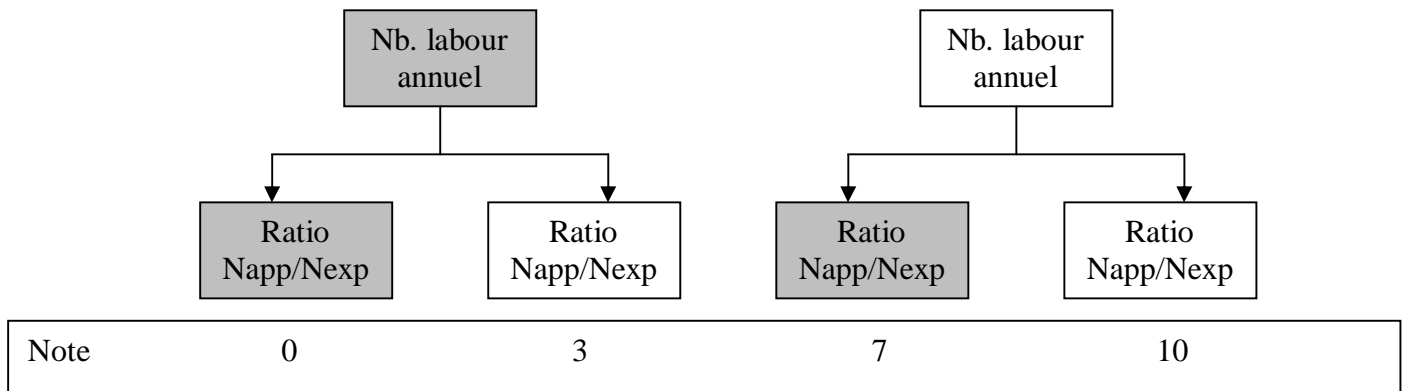 Nb. labour
annuel
Nb. labour
annuel
Ratio
Napp/Nexp
Ratio
Napp/Nexp
Ratio
Napp/Nexp
Ratio
Napp/Nexp
Note 0 3 7 10